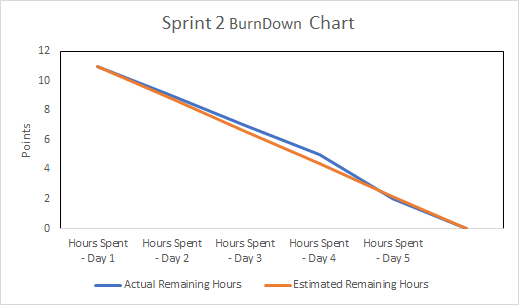 Sprint 2 BurnDown Chart
12
10
8
6
4
2
0
Points
Hours Spent - Day 1
Hours Spent - Day 2
Hours Spent - Day 3
Hours Spent - Day 4
Hours Spent - Day 5
Actual Remaining Hours
Estimated Remaining Hours